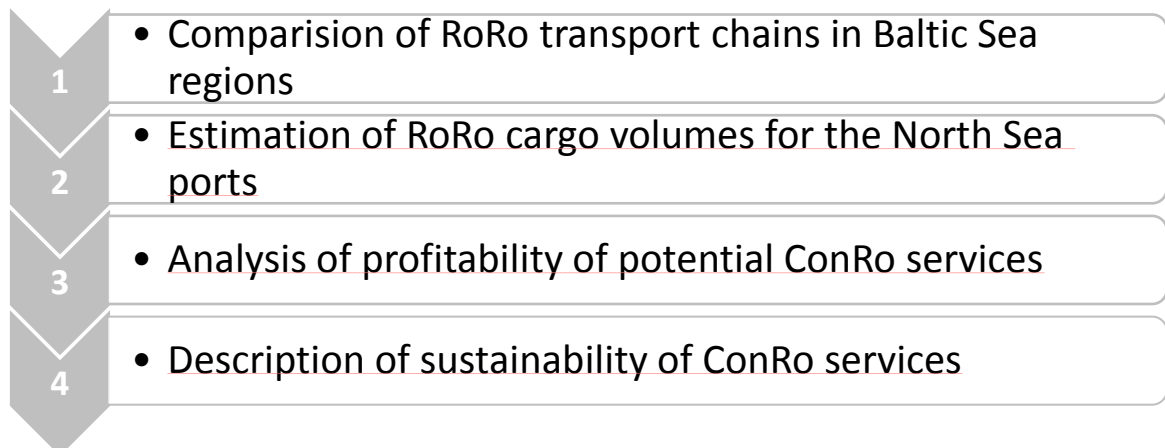 1
• Comparision of RoRo transport chains in Baltic Sea
regions
2
• Estimation of RoRo cargo volumes for the North Sea
ports
3
• Analysis of profitability of potential ConRo services
4
• Description of sustainability of ConRo services